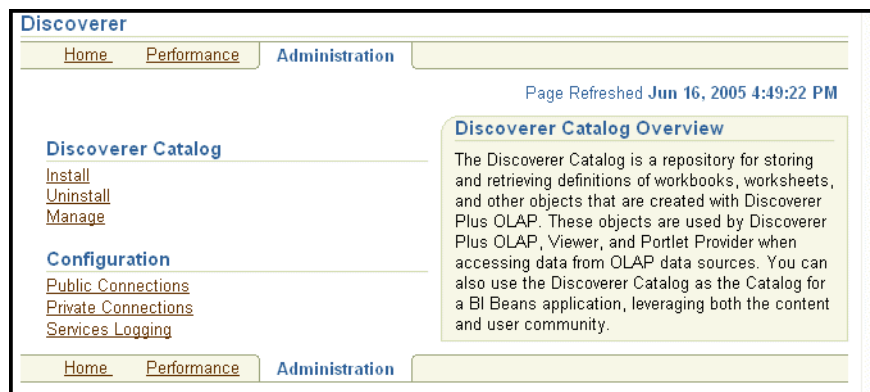 Discoverer
Home Performance Administration
Page Refreshed Jun 16, 2005 4:49:22 PM
Discoverer Catalog
Install
Uninstall
Manage
Configuration
Public Connections
Private Connections
Services Logging
Discoverer Catalog Overview
The Discoverer Catalog is a repository for storing
and retrieving definitions of workbooks, worksheets,
and other objects that are created with Discoverer
Plus OLAP. These objects are used by Discoverer
Plus OLAP, Viewer, and Portlet Provider when
accessing data from OLAP data sources. You can
also use the Discoverer Catalog as the Catalog for
a BI Beans application, leveraging both the content
and user community.
Home Performance Administration